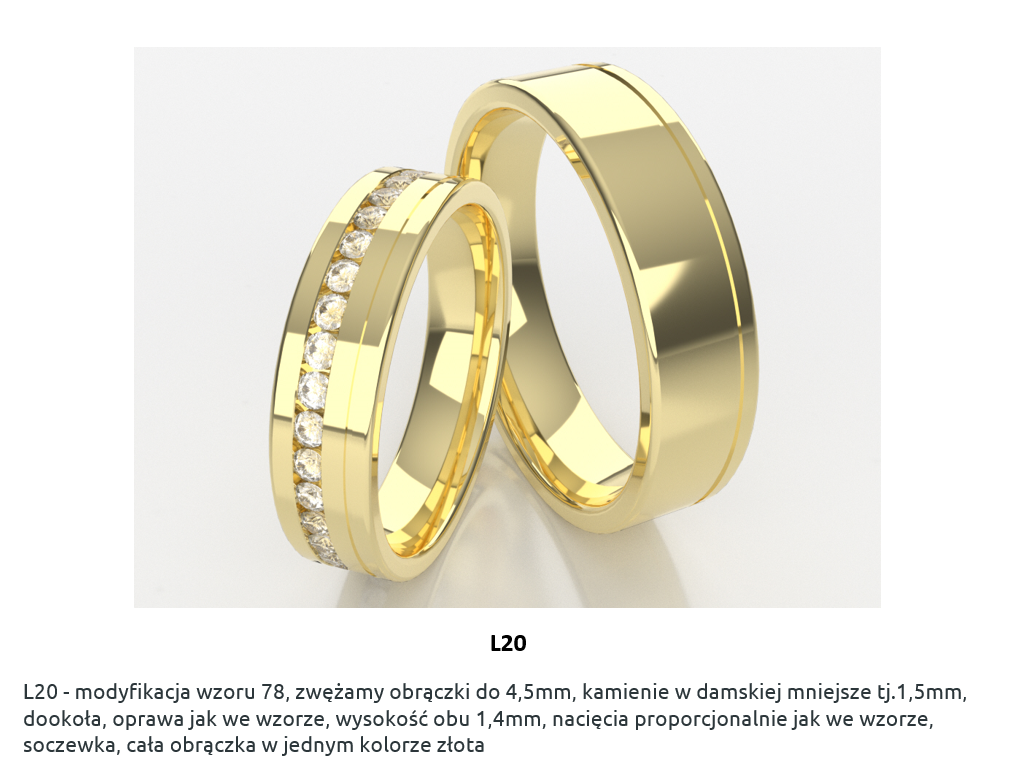 L20
L20 - modyfikacja wzoru 78, zwężamy obrączki do 4,5mm, kamienie w damskiej mniejsze tj.1,5mm,
dookoła, oprawa jak we wzorze, wysokość obu 1,4mm, nacięcia proporcjonalnie jak we wzorze,
soczewka, cała obrączka w jednym kolorze złota